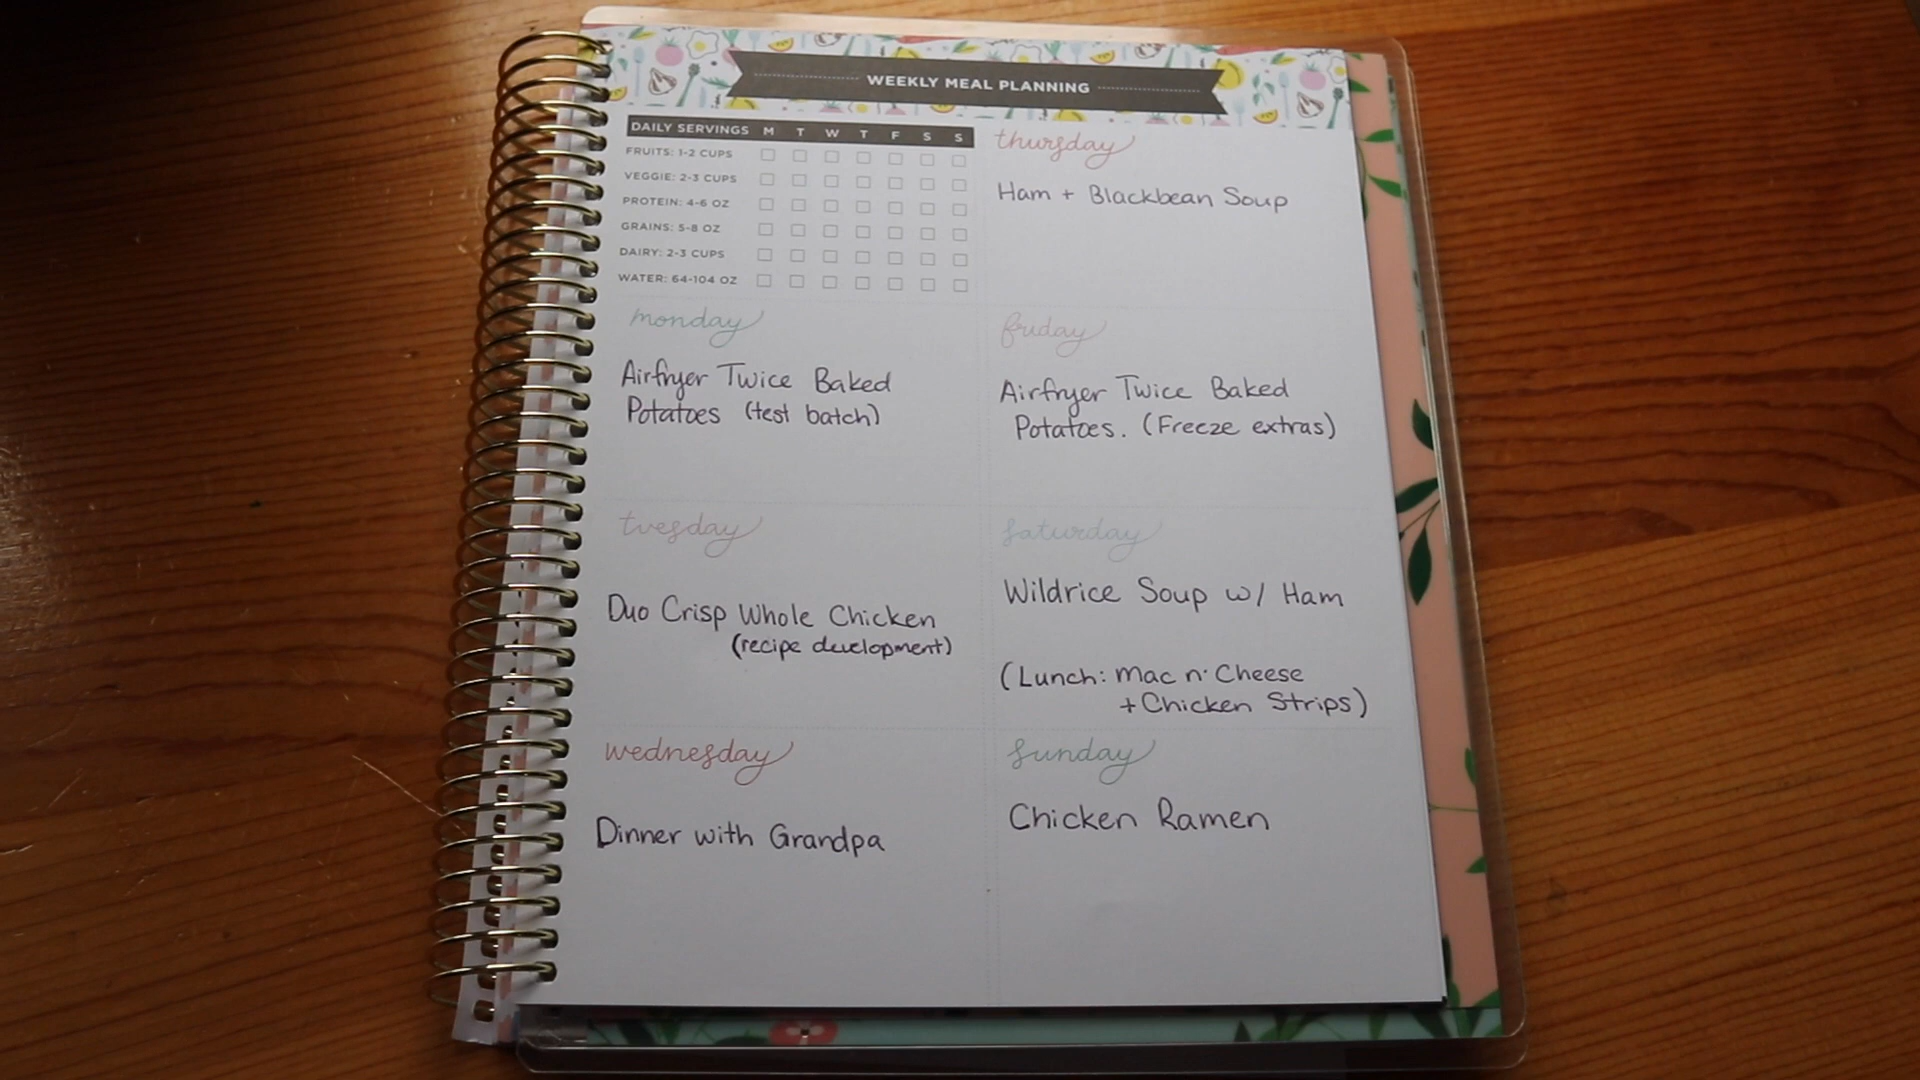 WEEKLY MEAL PLANNING
DAILY SERVINGS M T W T F S S
FRUITS: 1-2 CUPS
VEGGIE: 2-3 CUPS
PROTEIN: 4-6 OZ
GRAINS: 5-8 OZ
DAIRY: 2-3 CUPS
WATER: 64-104 OZ
monday
Airfryer Twice Baked
Potatoes (test batch)
tuesday
Duo Crisp Whole Chicken
(recipe development)
wednesday
Dinner with Grandpa
thursday
Ham + Blackbean Soup
friday
Airfryer Twice Baked
Potatoes. (Freeze extras)
saturday
Wildrice Soup w/ Ham
(Lunch: Mac n' Cheese
+ Chicken Strips)
sunday
Chicken Ramen